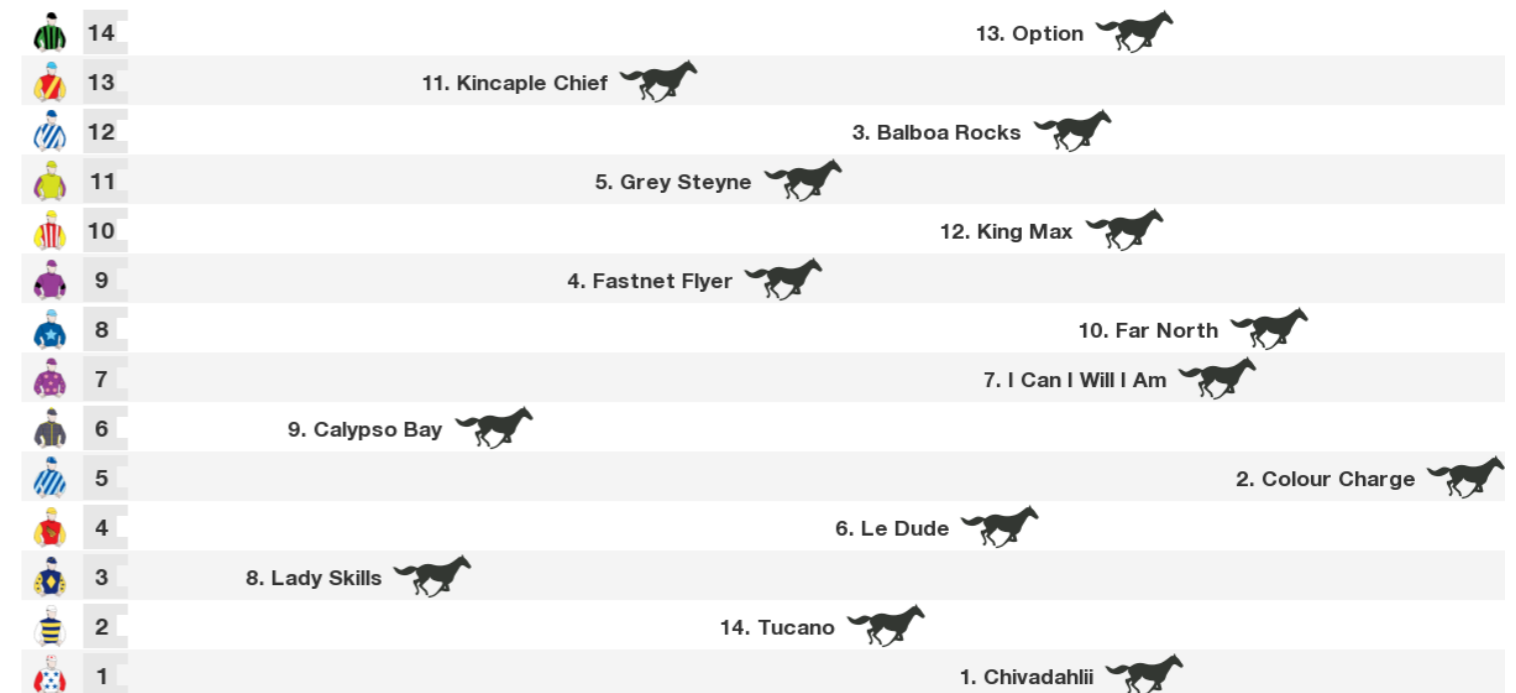 14 13. Option
13 11. Kincaple Chief
12 3. Balboa Rocks
11 5. Grey Steyne
10 12. King Max
9 4. Fastnet Flyer
8 10. Far North
7 7. I Can I Will I Am
6 9. Calypso Bay
5 2. Colour Charge
4 6. Le Dude
3 8. Lady Skills
2 14. Tucano
1 1. Chivadahlii